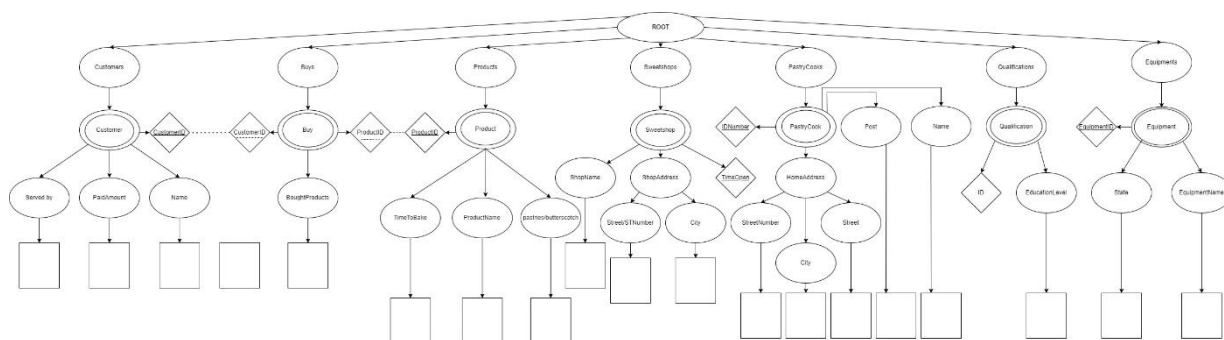 ROOT
Customers
Buys
Products
Sweetshops
PastryCooks
Qualifications
Equipments
Customer
CustomerID
CustomerID
Buy
ProductID
ProductID
Product
Sweetshop
IDNumber
PastryCook
Post
Name
Qualification
EquipmentID
Equipment
Served by
PaidAmount
Name
BoughtProducts
ShopName
ShopAddress
TimeOpen
HomeAddress
ID
EducationLevel
State
EquipmentName
TimeToBake
ProductName
pastries/butterscotch
Street/STNumber
City
StreetNumber
Street
City